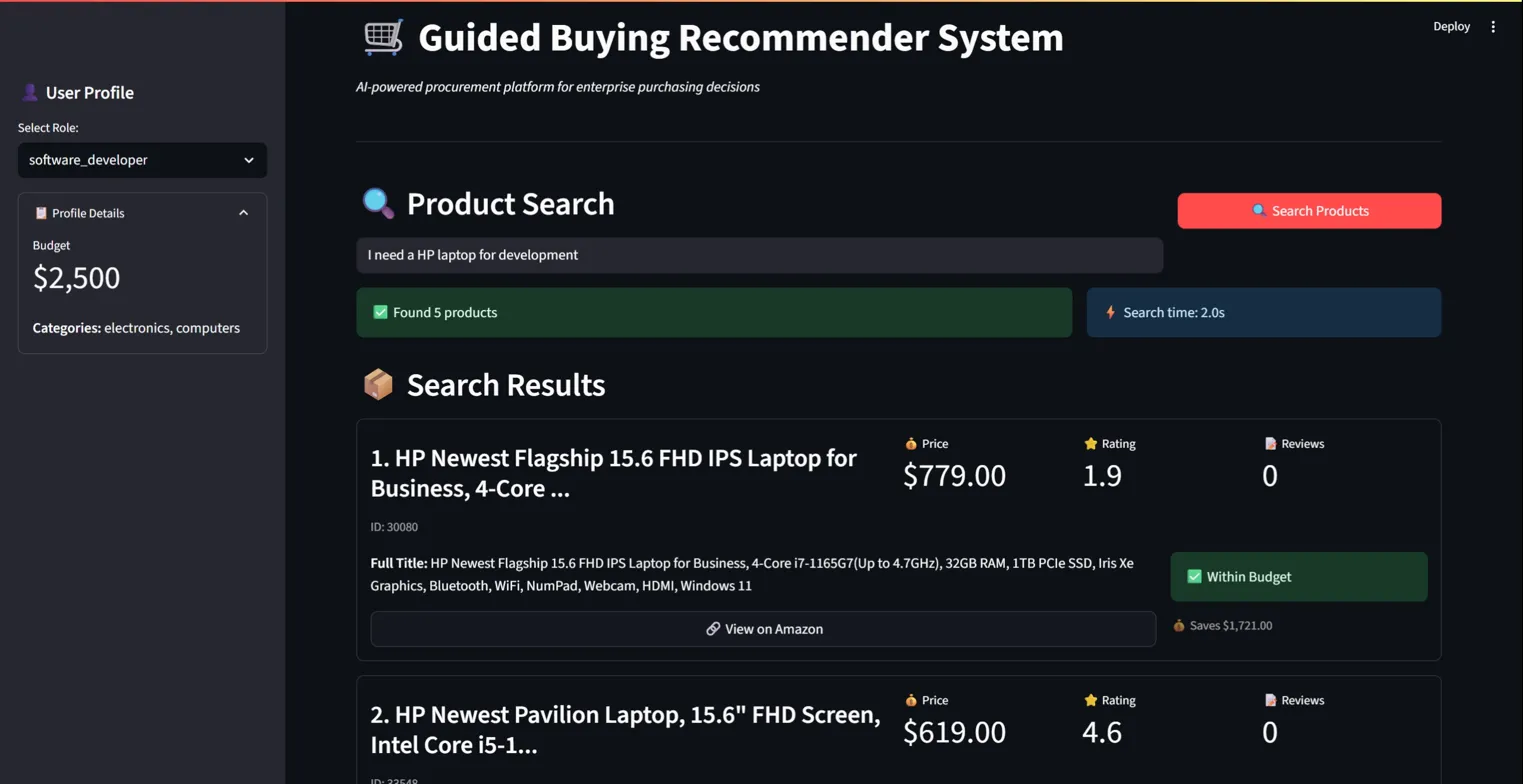 Deploy
Guided Buying Recommender System
AI-powered procurement platform for enterprise purchasing decisions
User Profile
Select Role:
software_developer
Profile Details
Budget
$2,500
Categories: electronics, computers
Product Search
Search Products
I need a HP laptop for development
Found 5 products
Search time: 2.0s
Search Results
1. HP Newest Flagship 15.6 FHD IPS Laptop for
Business, 4-Core ...
Price
$779.00
Rating
1.9
Reviews
0
ID: 30080
Full Title: HP Newest Flagship 15.6 FHD IPS Laptop for Business, 4-Core i7-1165G7(Up to 4.7GHz), 32GB RAM, 1TB PCIe SSD, Iris Xe
Graphics, Bluetooth, WiFi, NumPad, Webcam, HDMI, Windows 11
Within Budget
View on Amazon
Saves $1,721.00
2. HP Newest Pavilion Laptop, 15.6" FHD Screen,
Intel Core i5-1...
Price
$619.00
Rating
4.6
Reviews
0
ID: 33548